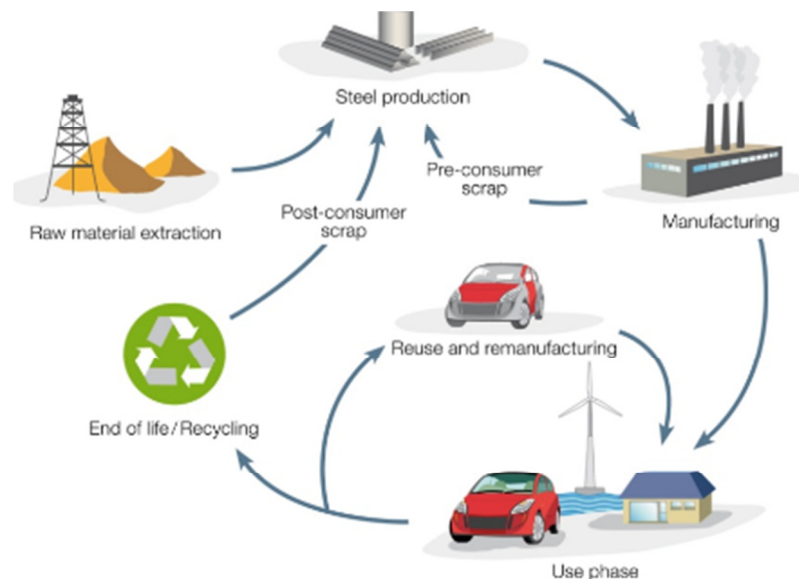 Steel production
Pre-consumer
scrap
Post-consumer
scrap
Raw material extraction
Manufacturing
Reuse and remanufacturing
End of life/Recycling
Use phase